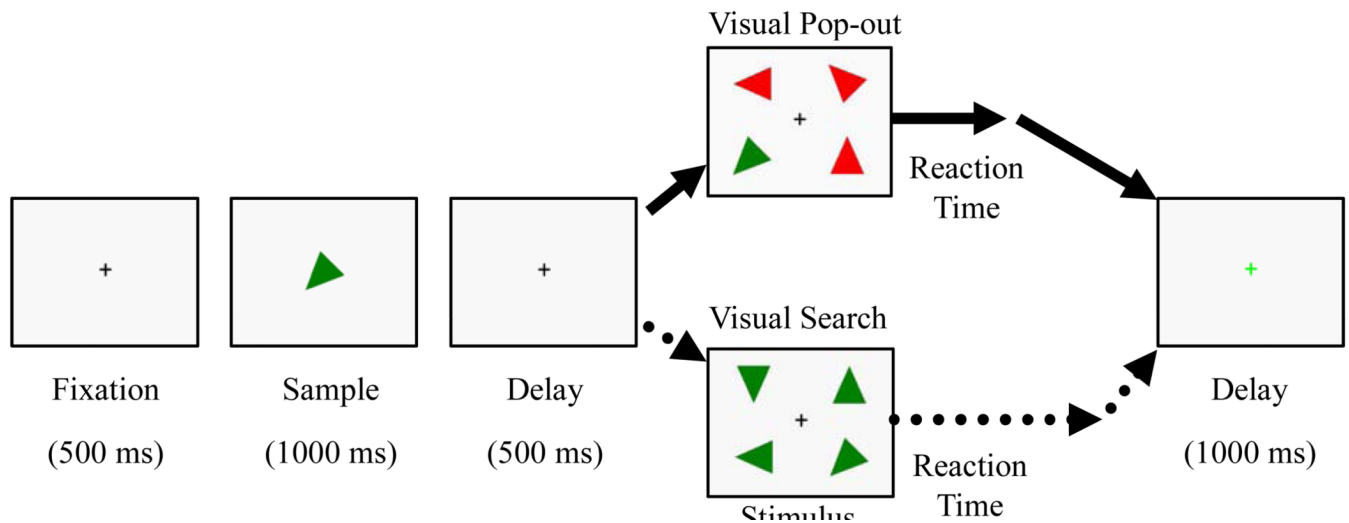 Visual Pop-out
Reaction
Time
Fixation
(500 ms)
Sample
(1000 ms)
Delay
(500 ms)
Visual Search
Stimulus
Reaction
Time
Delay
(1000 ms)